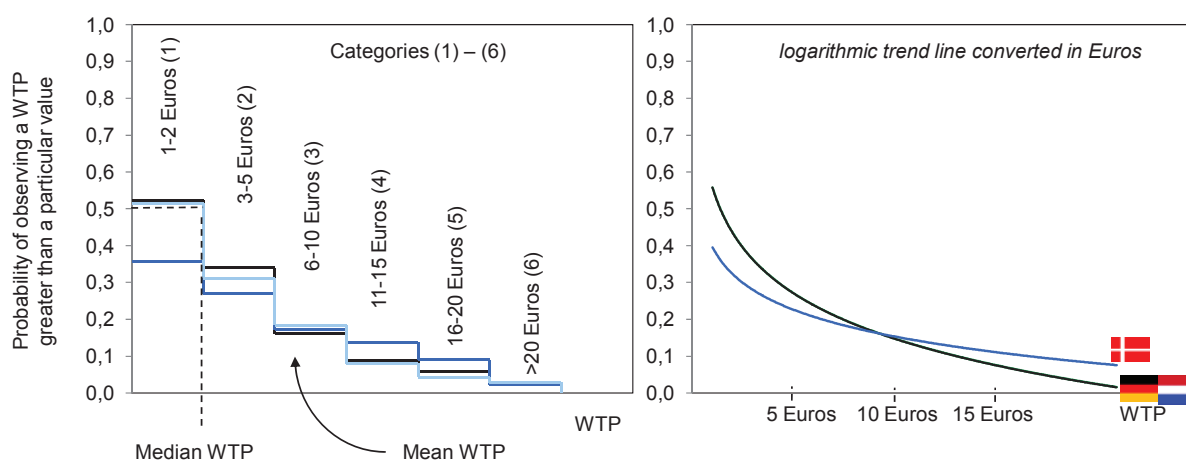 Probability of observing a WTP
greater than a particular value
1,0
0,9
0,8
0,7
0,6
0,5
0,4
0,3
0,2
0,1
0,0
Categories (1) – (6)
1-2 Euros (1)
3-5 Euros (2)
6-10 Euros (3)
11-15 Euros (4)
16-20 Euros (5)
>20 Euros (6)
WTP
Median WTP
Mean WTP
1,0
0,9
0,8
0,7
0,6
0,5
0,4
0,3
0,2
0,1
0,0
logarithmic trend line converted in Euros
5 Euros
10 Euros
15 Euros
WTP